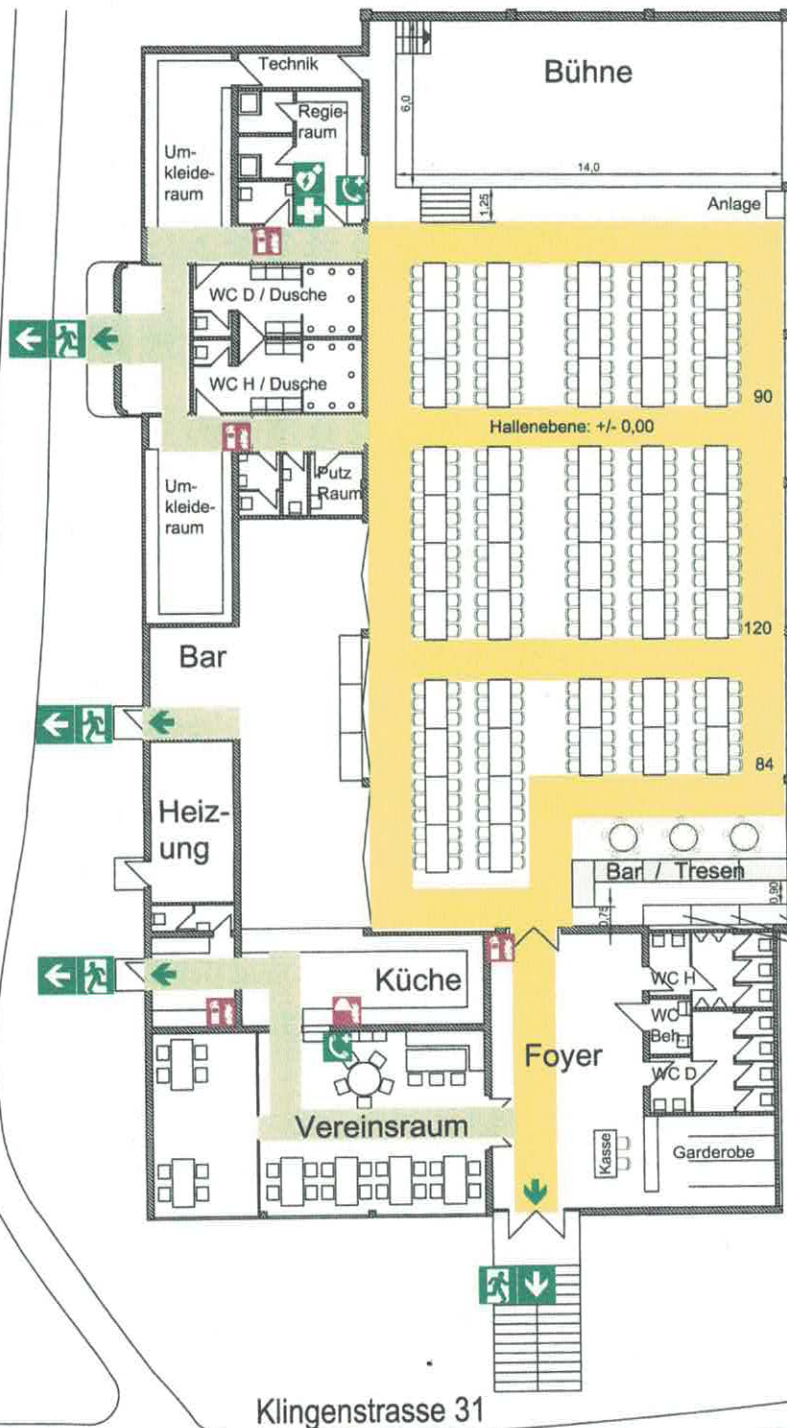 Technik
Bühne
Regie-
raum
6,0
Um-
kleide-
raum
14,0
1,25
Anlage
WC D / Dusche
WC H / Dusche
90
Hallenebene: +/- 0,00
Putz
Raum
Um-
kleide-
raum
120
Bar
84
Heiz-
ung
Bar / Tresen
0,90
0,75
Küche
WC H
WC
Beh.
Foyer
WC D
Vereinsraum
Kasse
Garderobe
Klingenstrasse 31